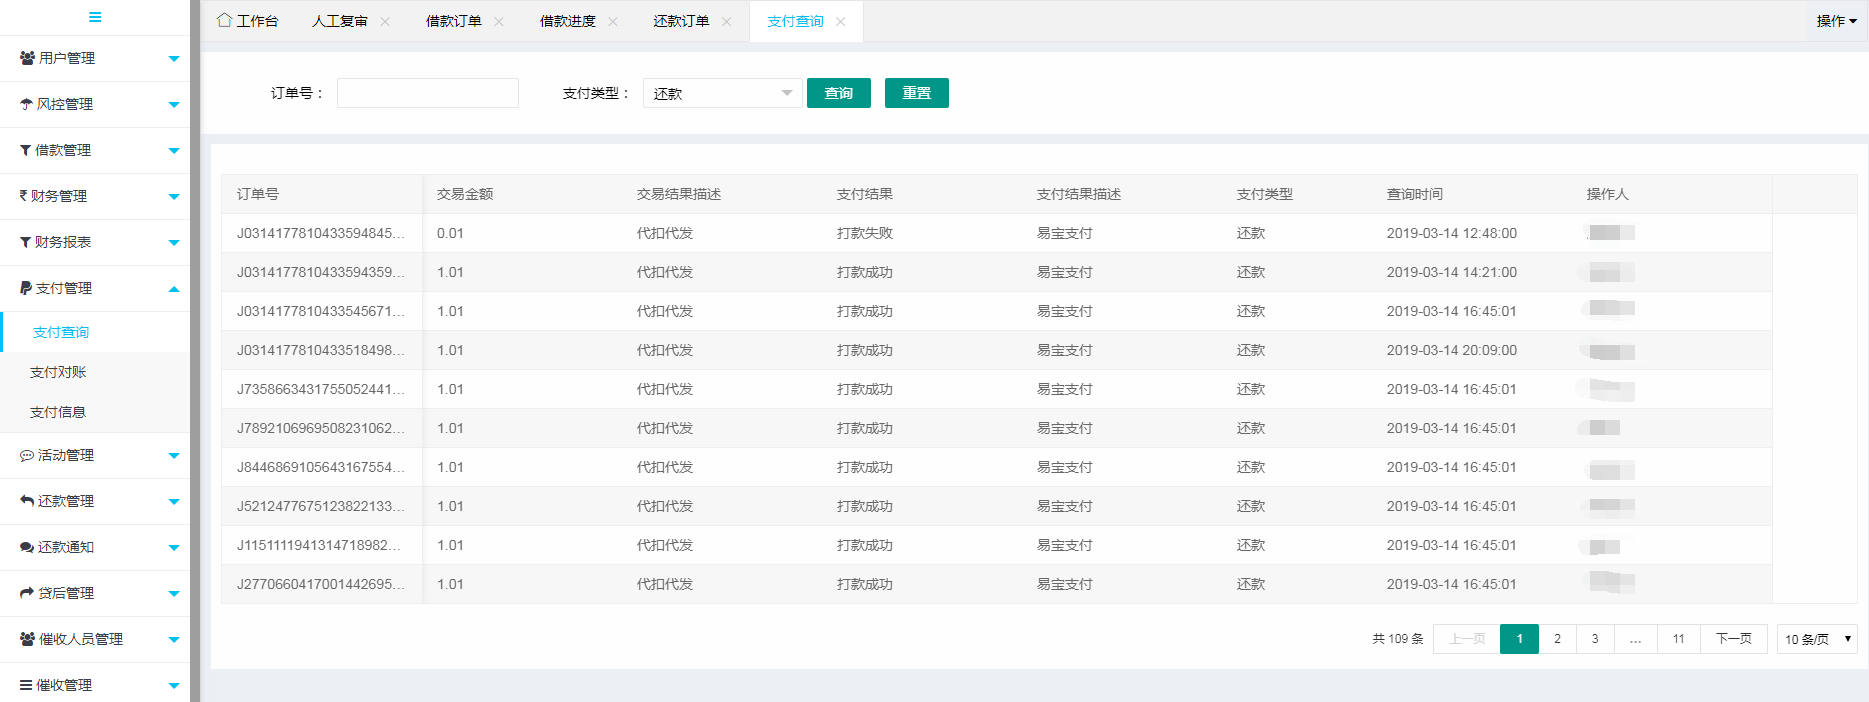 工作台 人工复审 借款订单 借款进度 还款订单 支付查询 操作
用户管理
风控管理
借款管理
财务管理
财务报表
支付管理
支付查询
支付对账
支付信息
活动管理
还款管理
还款通知
贷后管理
催收人员管理
催收管理
订单号： 支付类型： 还款 查询 重置
订单号 交易金额 交易结果描述 支付结果 支付结果描述 支付类型 查询时间 操作人
J0314177810433594845... 0.01 代扣代发 打款失败 易宝支付 还款 2019-03-14 12:48:00
J0314177810433594359... 1.01 代扣代发 打款成功 易宝支付 还款 2019-03-14 14:21:00
J0314177810433545671... 1.01 代扣代发 打款成功 易宝支付 还款 2019-03-14 16:45:01
J0314177810433518498... 1.01 代扣代发 打款成功 易宝支付 还款 2019-03-14 20:09:00
J7358663431755052441... 1.01 代扣代发 打款成功 易宝支付 还款 2019-03-14 16:45:01
J7892106969508231062... 1.01 代扣代发 打款成功 易宝支付 还款 2019-03-14 16:45:01
J8446869105643167554... 1.01 代扣代发 打款成功 易宝支付 还款 2019-03-14 16:45:01
J5212477675123822133... 1.01 代扣代发 打款成功 易宝支付 还款 2019-03-14 16:45:01
J1151111941314718982... 1.01 代扣代发 打款成功 易宝支付 还款 2019-03-14 16:45:01
J2770660417001442695... 1.01 代扣代发 打款成功 易宝支付 还款 2019-03-14 16:45:01
共 109 条 上一页 1 2 3 ... 11 下一页 10 条/页